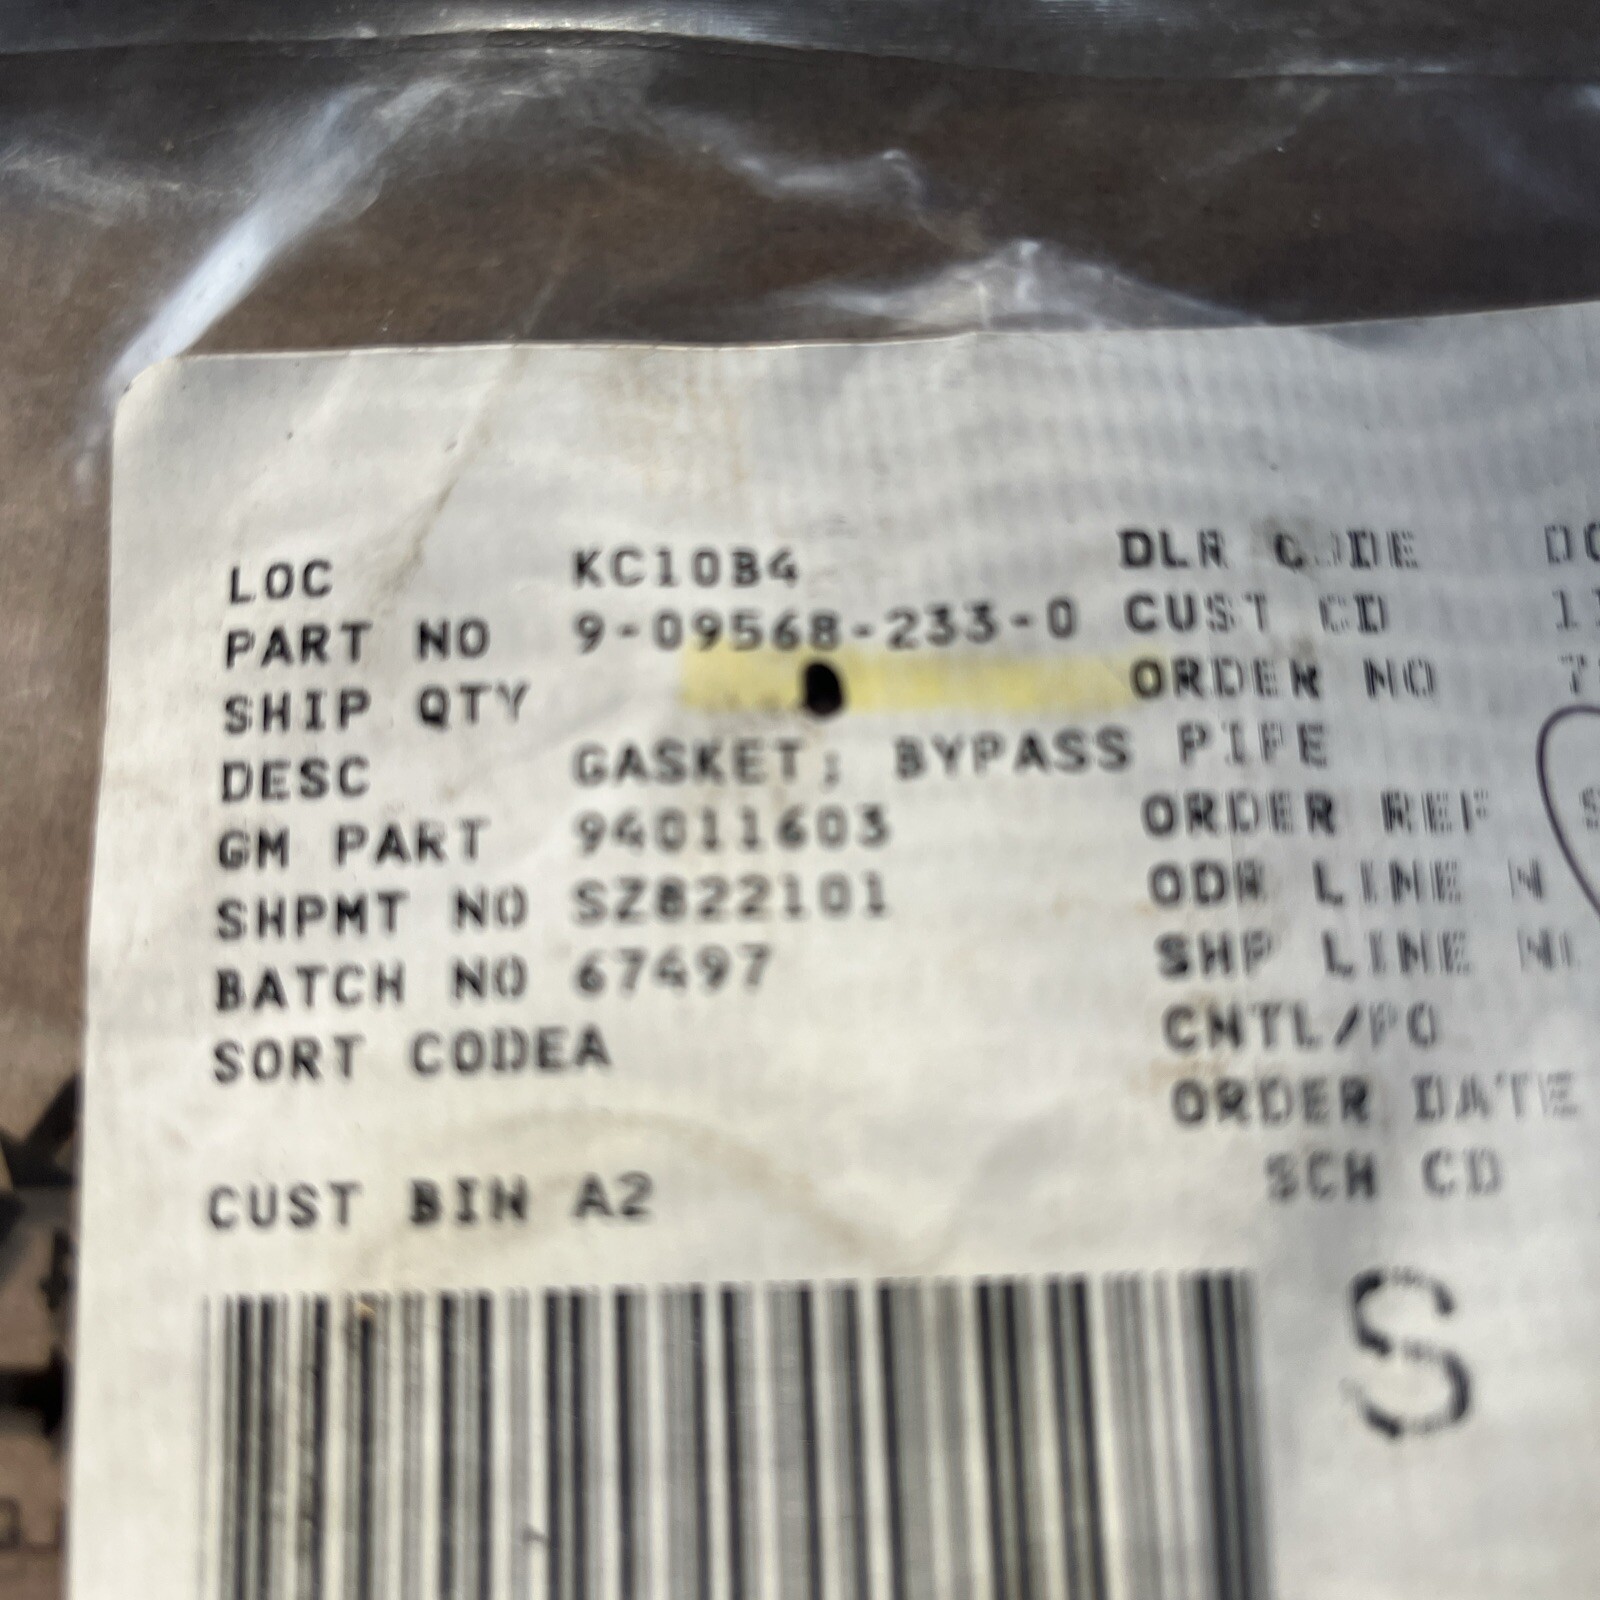 LOC KC10B4 DLR CODE
PART NO 9-09568-233-0 CUST CD
SHIP QTY ORDER NO
DESC GASKET; BYPASS PIPE
GM PART 94011603 ORDER REF
SHPMT NO SZ822101 ODR LINE N
BATCH NO 67497 SHP LINE
SORT CODEA CNTL/PO
ORDER DATE
CUST BIN A2 SCH CD
S